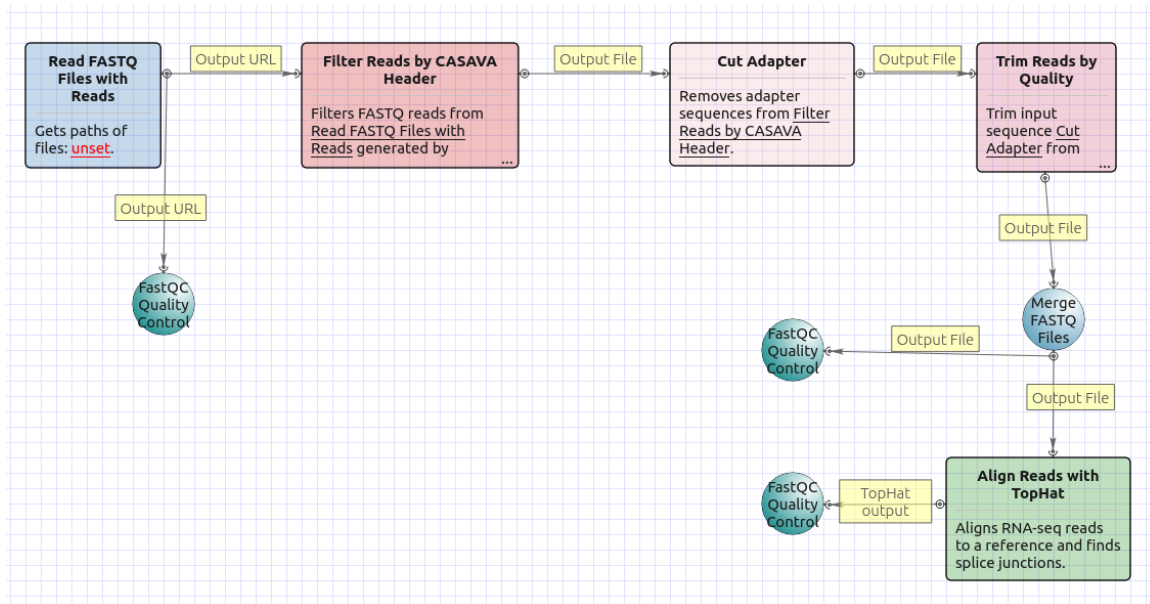 Read FASTQ
Files with
Reads
Gets paths of
files: unset.
Output URL
Filter Reads by CASAVA
Header
Filters FASTQ reads from
Read FASTQ Files with
Reads generated by
...
Output File
Cut Adapter
Removes adapter
sequences from Filter
Reads by CASAVA
Header.
Output File
Trim Reads by
Quality
Trim input
sequence Cut
Adapter from
...
Output URL
FastQC
Quality
Control
Output File
Merge
FASTQ
Files
Output File
FastQC
Quality
Control
Output File
Align Reads with
TopHat
Aligns RNA-seq reads
to a reference and finds
splice junctions.
TopHat
output
FastQC
Quality
Control